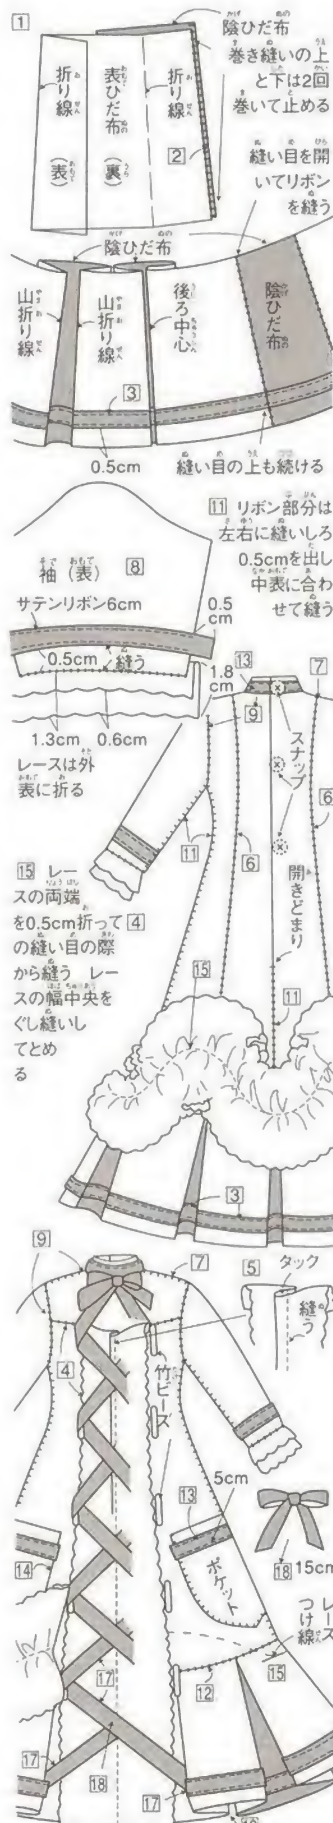 1
陰ひだ布
巻き縫いの上
と下は2回
巻いて止める
折り線
表ひだ布
折り線
2
(表)
(裏)
縫い目を開
いてリボン
を縫う
陰ひだ布
山折り線
山折り線
後ろ中心
陰ひだ布
3
0.5cm
縫い目の上も続ける
11 リボン部分は
左右に縫いしろ
0.5cmを出し
中表に合わ
せて縫う
袖(表)
8
サテンリボン6cm
0.5
cm
0.5cm
縫う
1.8
cm
1.3cm
0.6cm
レースは外
表に折る
13
7
9
スナップ
6
6
11
開きどまり
11
15 レー
スの両端
を0.5cm折って4
の縫い目の際
から縫う レー
スの幅中央を
ぐし縫いし
てとめ
る
15
3
9
7
5
タック
縫う
4
竹ビーズ
5cm
13
ポケット
18 15cm
14
つけ線
15
12
17
18
17
17